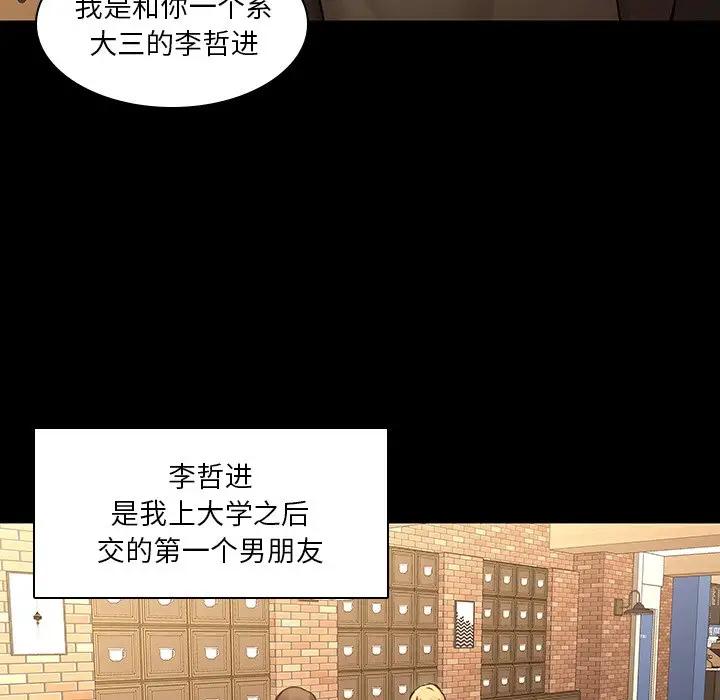 我是和你一个系
大三的李哲进
李哲进
是我上大学之后
交的第一个男朋友